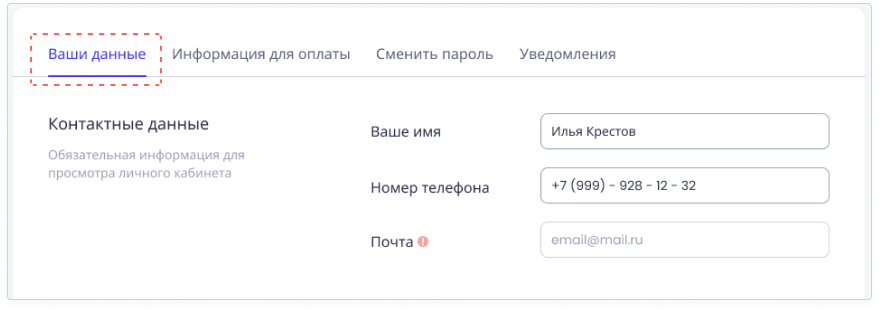 Ваши данные Информация для оплаты Сменить пароль Уведомления
Контактные данные
Обязательная информация для
просмотра личного кабинета
Ваше имя Илья Крестов
Номер телефона +7 (999) - 928 - 12 - 32
Почта email@mail.ru